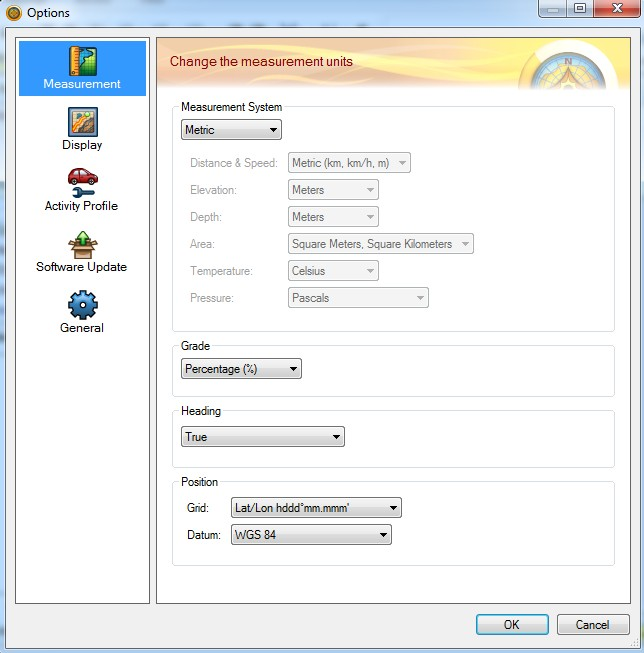 Options
Measurement
Display
Activity Profile
Software Update
General
Change the measurement units
Measurement System
Metric
Distance & Speed: Metric (km, km/h, m)
Elevation: Meters
Depth: Meters
Area: Square Meters, Square Kilometers
Temperature: Celsius
Pressure: Pascals
Grade
Percentage (%)
Heading
True
Position
Grid: Lat/Lon hddd°mm.mmm'
Datum: WGS 84
OK Cancel